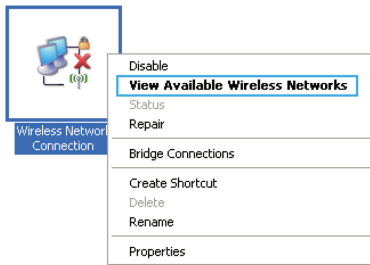 Disable
View Available Wireless Networks
Status
Repair
Wireless Network
Connection
Bridge Connections
Create Shortcut
Delete
Rename
Properties